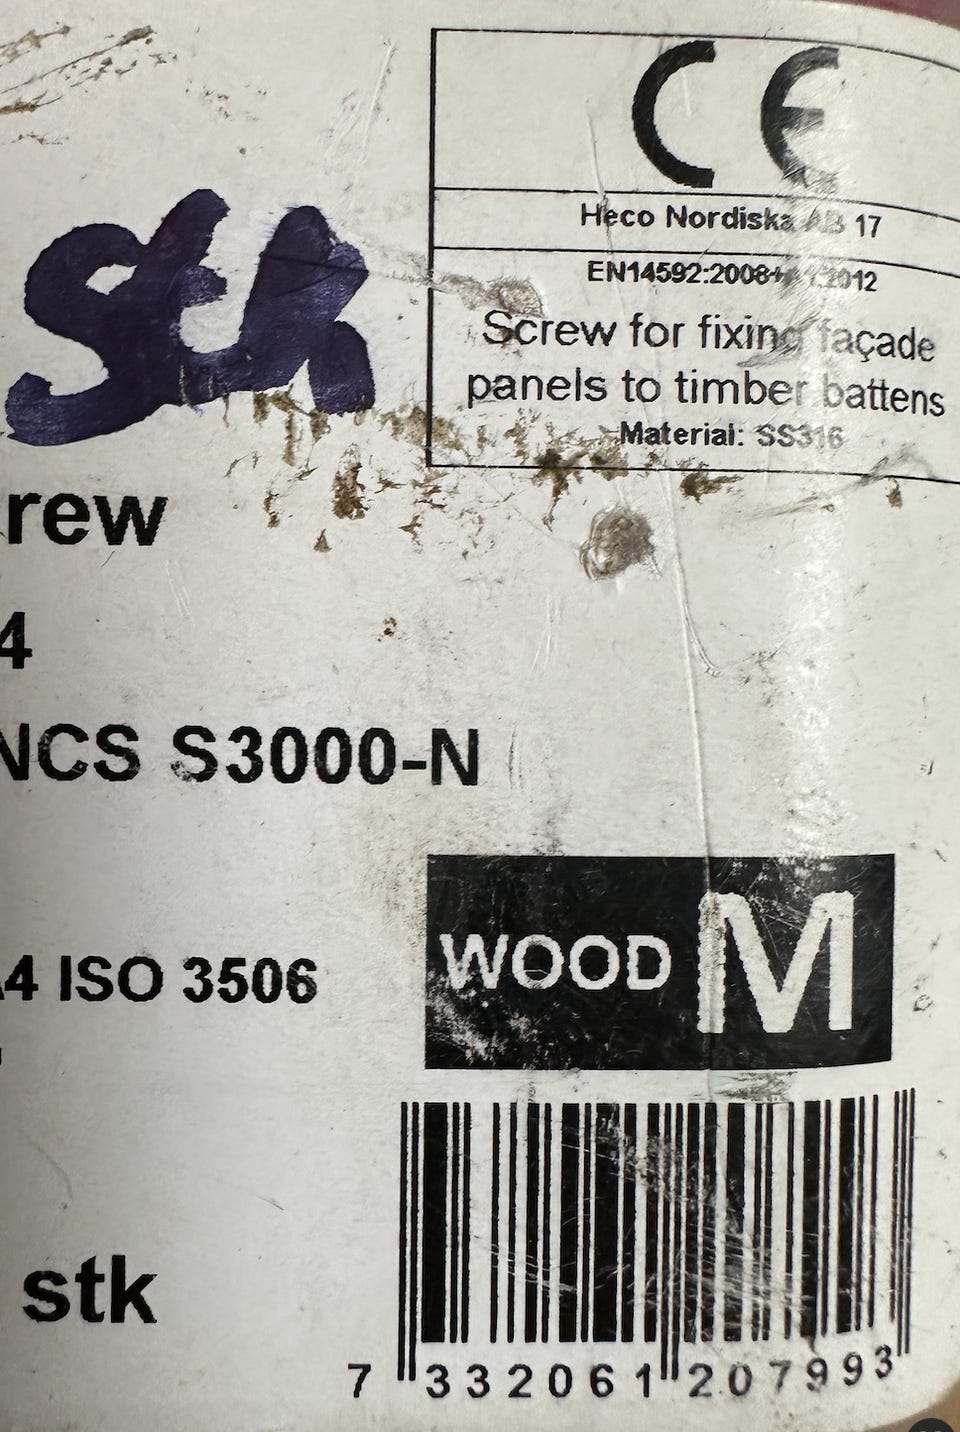 CE
Heco Nordiska AB 17
EN14592:2008+A1:2012
Screw for fixing façade
panels to timber battens
Material: SS316
stk
rew
4
NCS S3000-N
A4 ISO 3506
WOOD M
stk
7 332061 207993